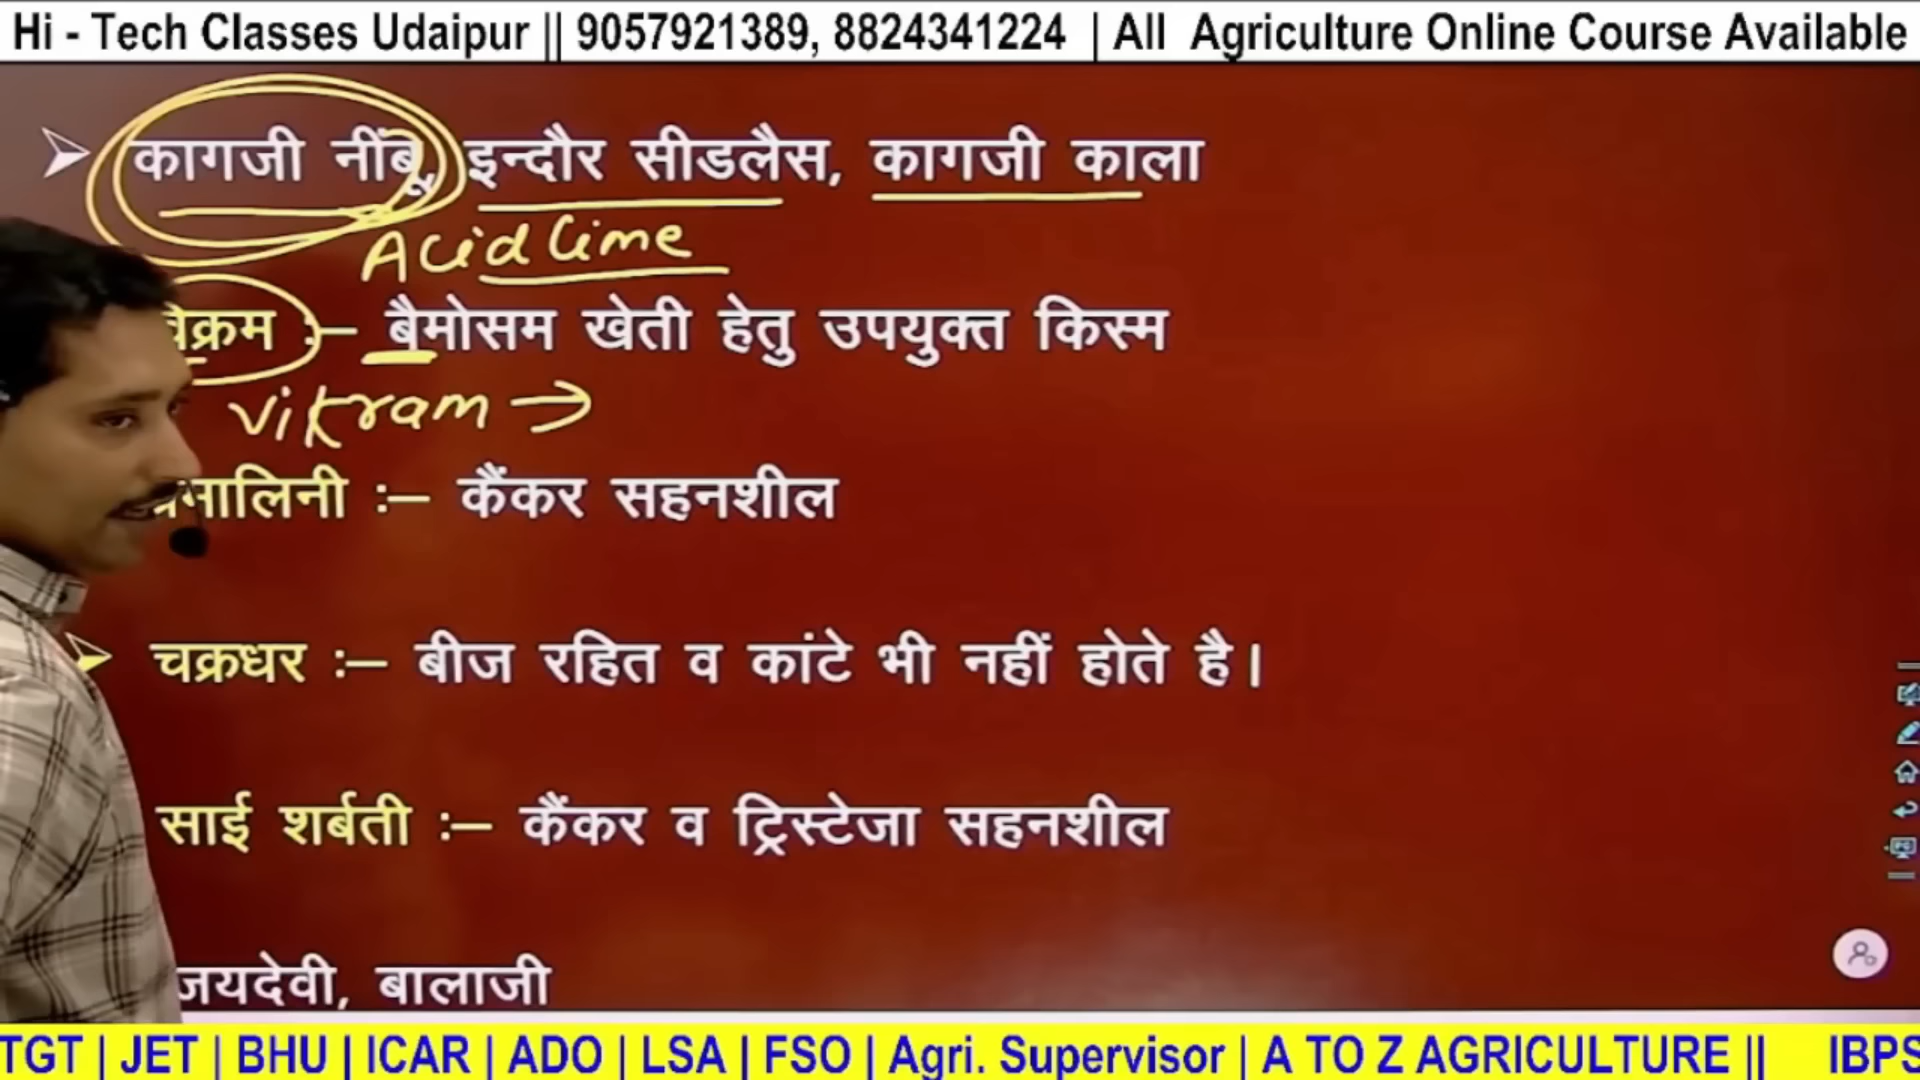 Hi - Tech Classes Udaipur || 9057921389, 8824341224 | All Agriculture Online Course Available
कागजी नींबू, इन्दौर सीडलैस, कागजी काला
Acid lime
:– बैमोसम खेती हेतु उपयुक्त किस्म
Vikram →
:– कैंकर सहनशील
चक्रधर :– बीज रहित व कांटे भी नहीं होते है।
साई शर्बती :– कैंकर व ट्रिस्टेजा सहनशील
जयदेवी, बालाजी
TGT | JET | BHU | ICAR | ADO | LSA | FSO | Agri. Supervisor | A TO Z AGRICULTURE || IBPS